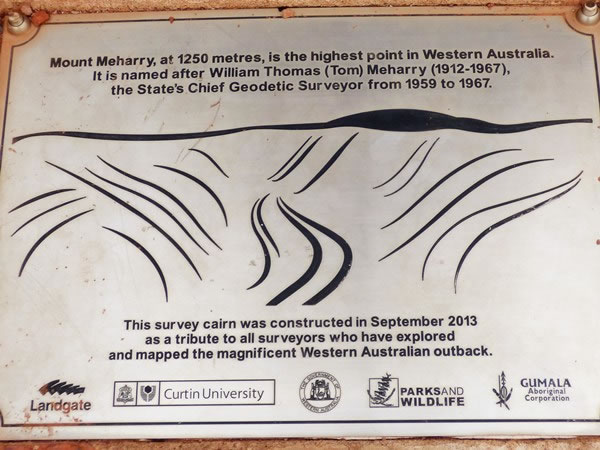 Mount Meharry, at 1250 metres, is the highest point in Western Australia.
It is named after William Thomas (Tom) Meharry (1912-1967),
the State's Chief Geodetic Surveyor from 1959 to 1967.
This survey cairn was constructed in September 2013
as a tribute to all surveyors who have explored
and mapped the magnificent Western Australian outback.
Landgate
Curtin University
PARKS AND
WILDLIFE
GUMALA
Aboriginal
Corporation